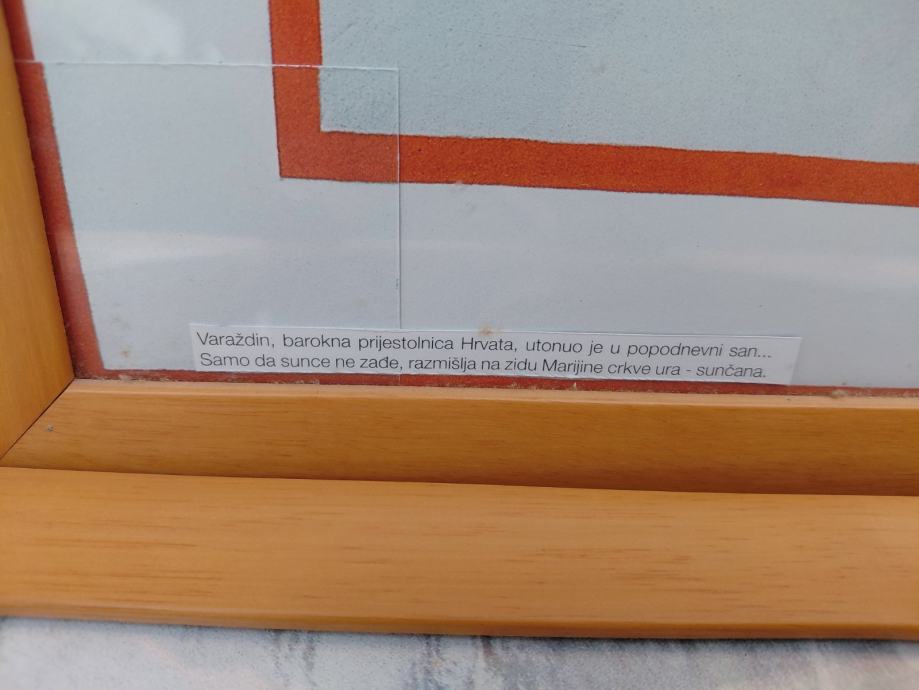 Varaždin, barokna prijestolnica Hrvata, utonuo je u popodnevni san...
Samo da sunce ne zađe, razmišlja na zidu Marijine crkve ura - sunčana.